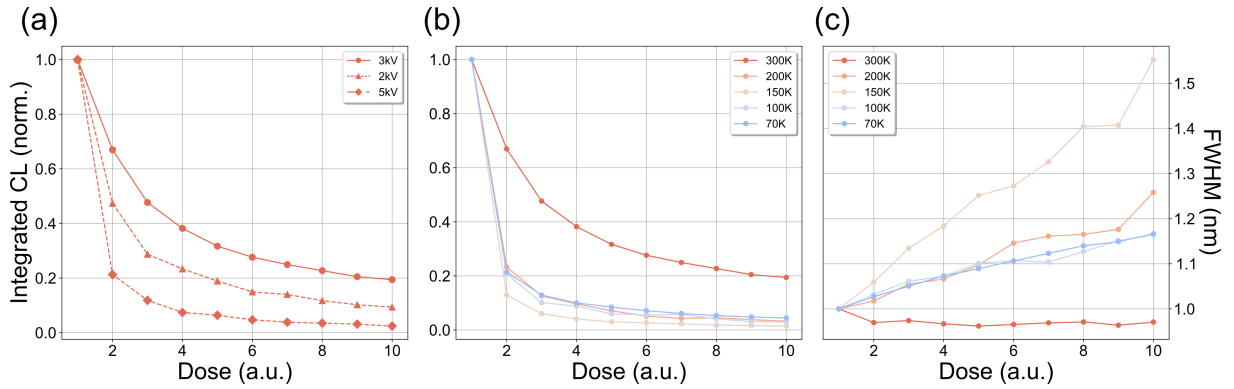 (a)
(b)
(c)
Integrated CL (norm.)
1.0
0.8
0.6
0.4
0.2
0.0
2
4
6
8
10
Dose (a.u.)
3kV
2kV
5kV
1.0
0.8
0.6
0.4
0.2
0.0
2
4
6
8
10
Dose (a.u.)
300K
200K
150K
100K
70K
300K
200K
150K
100K
70K
2
4
6
8
10
Dose (a.u.)
1.5
1.4
1.3
1.2
1.1
1.0
FWHM (nm)